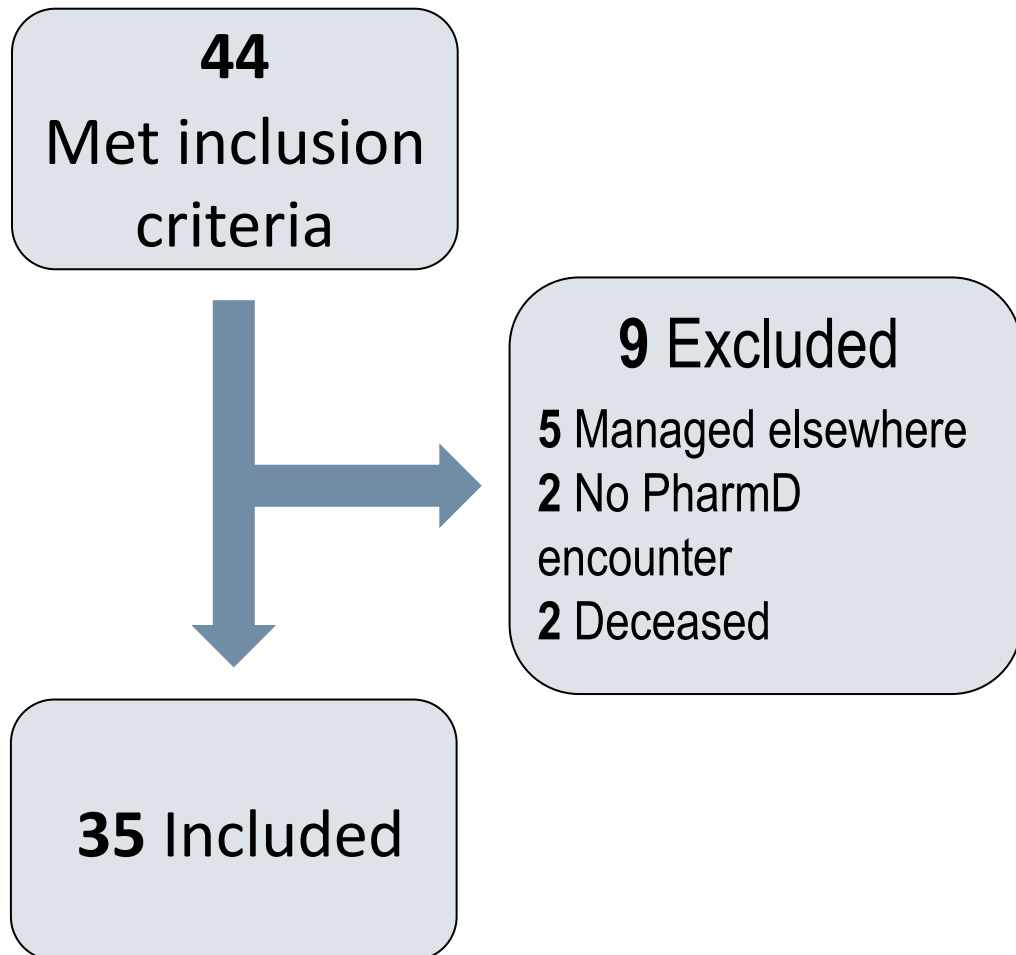 44
Met inclusion
criteria
9 Excluded
5 Managed elsewhere
2 No PharmD
encounter
2 Deceased
35 Included